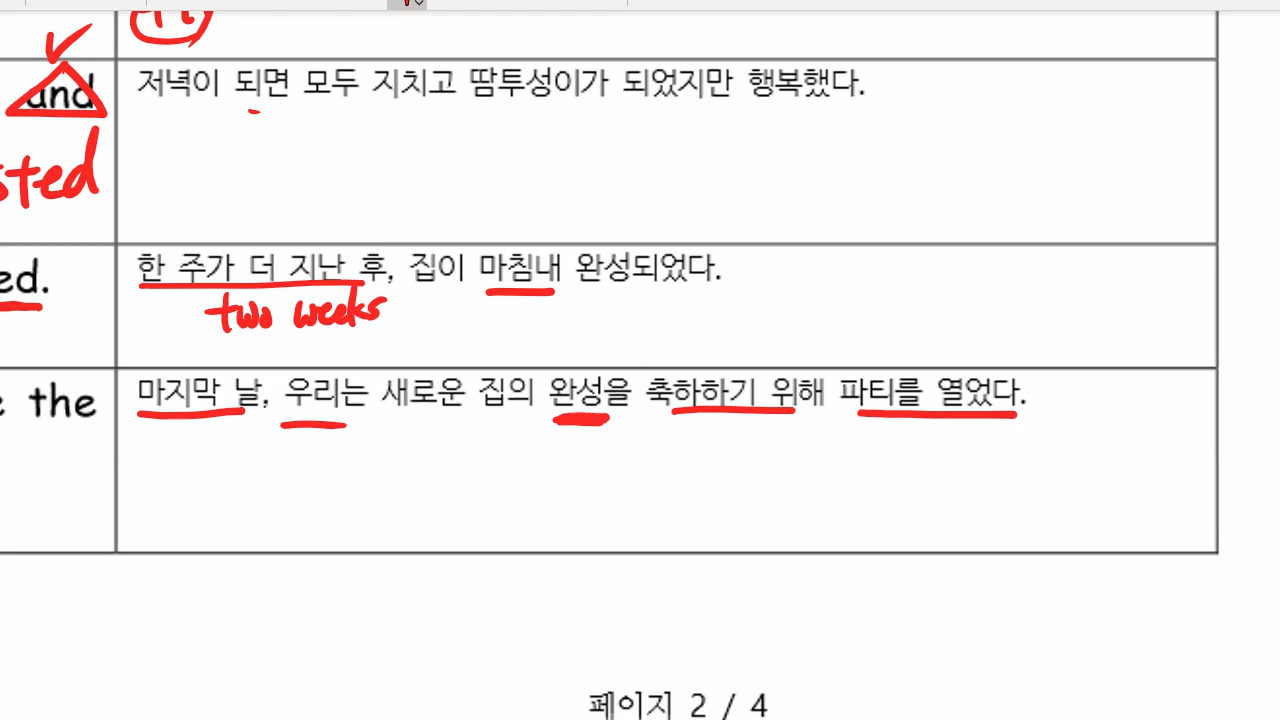 and 저녁이 되면 모두 지치고 땀투성이가 되었지만 행복했다.
sted
ed. 한 주가 더 지난 후, 집이 마침내 완성되었다.
two weeks
the 마지막 날, 우리는 새로운 집의 완성을 축하하기 위해 파티를 열었다.
페이지 2 / 4